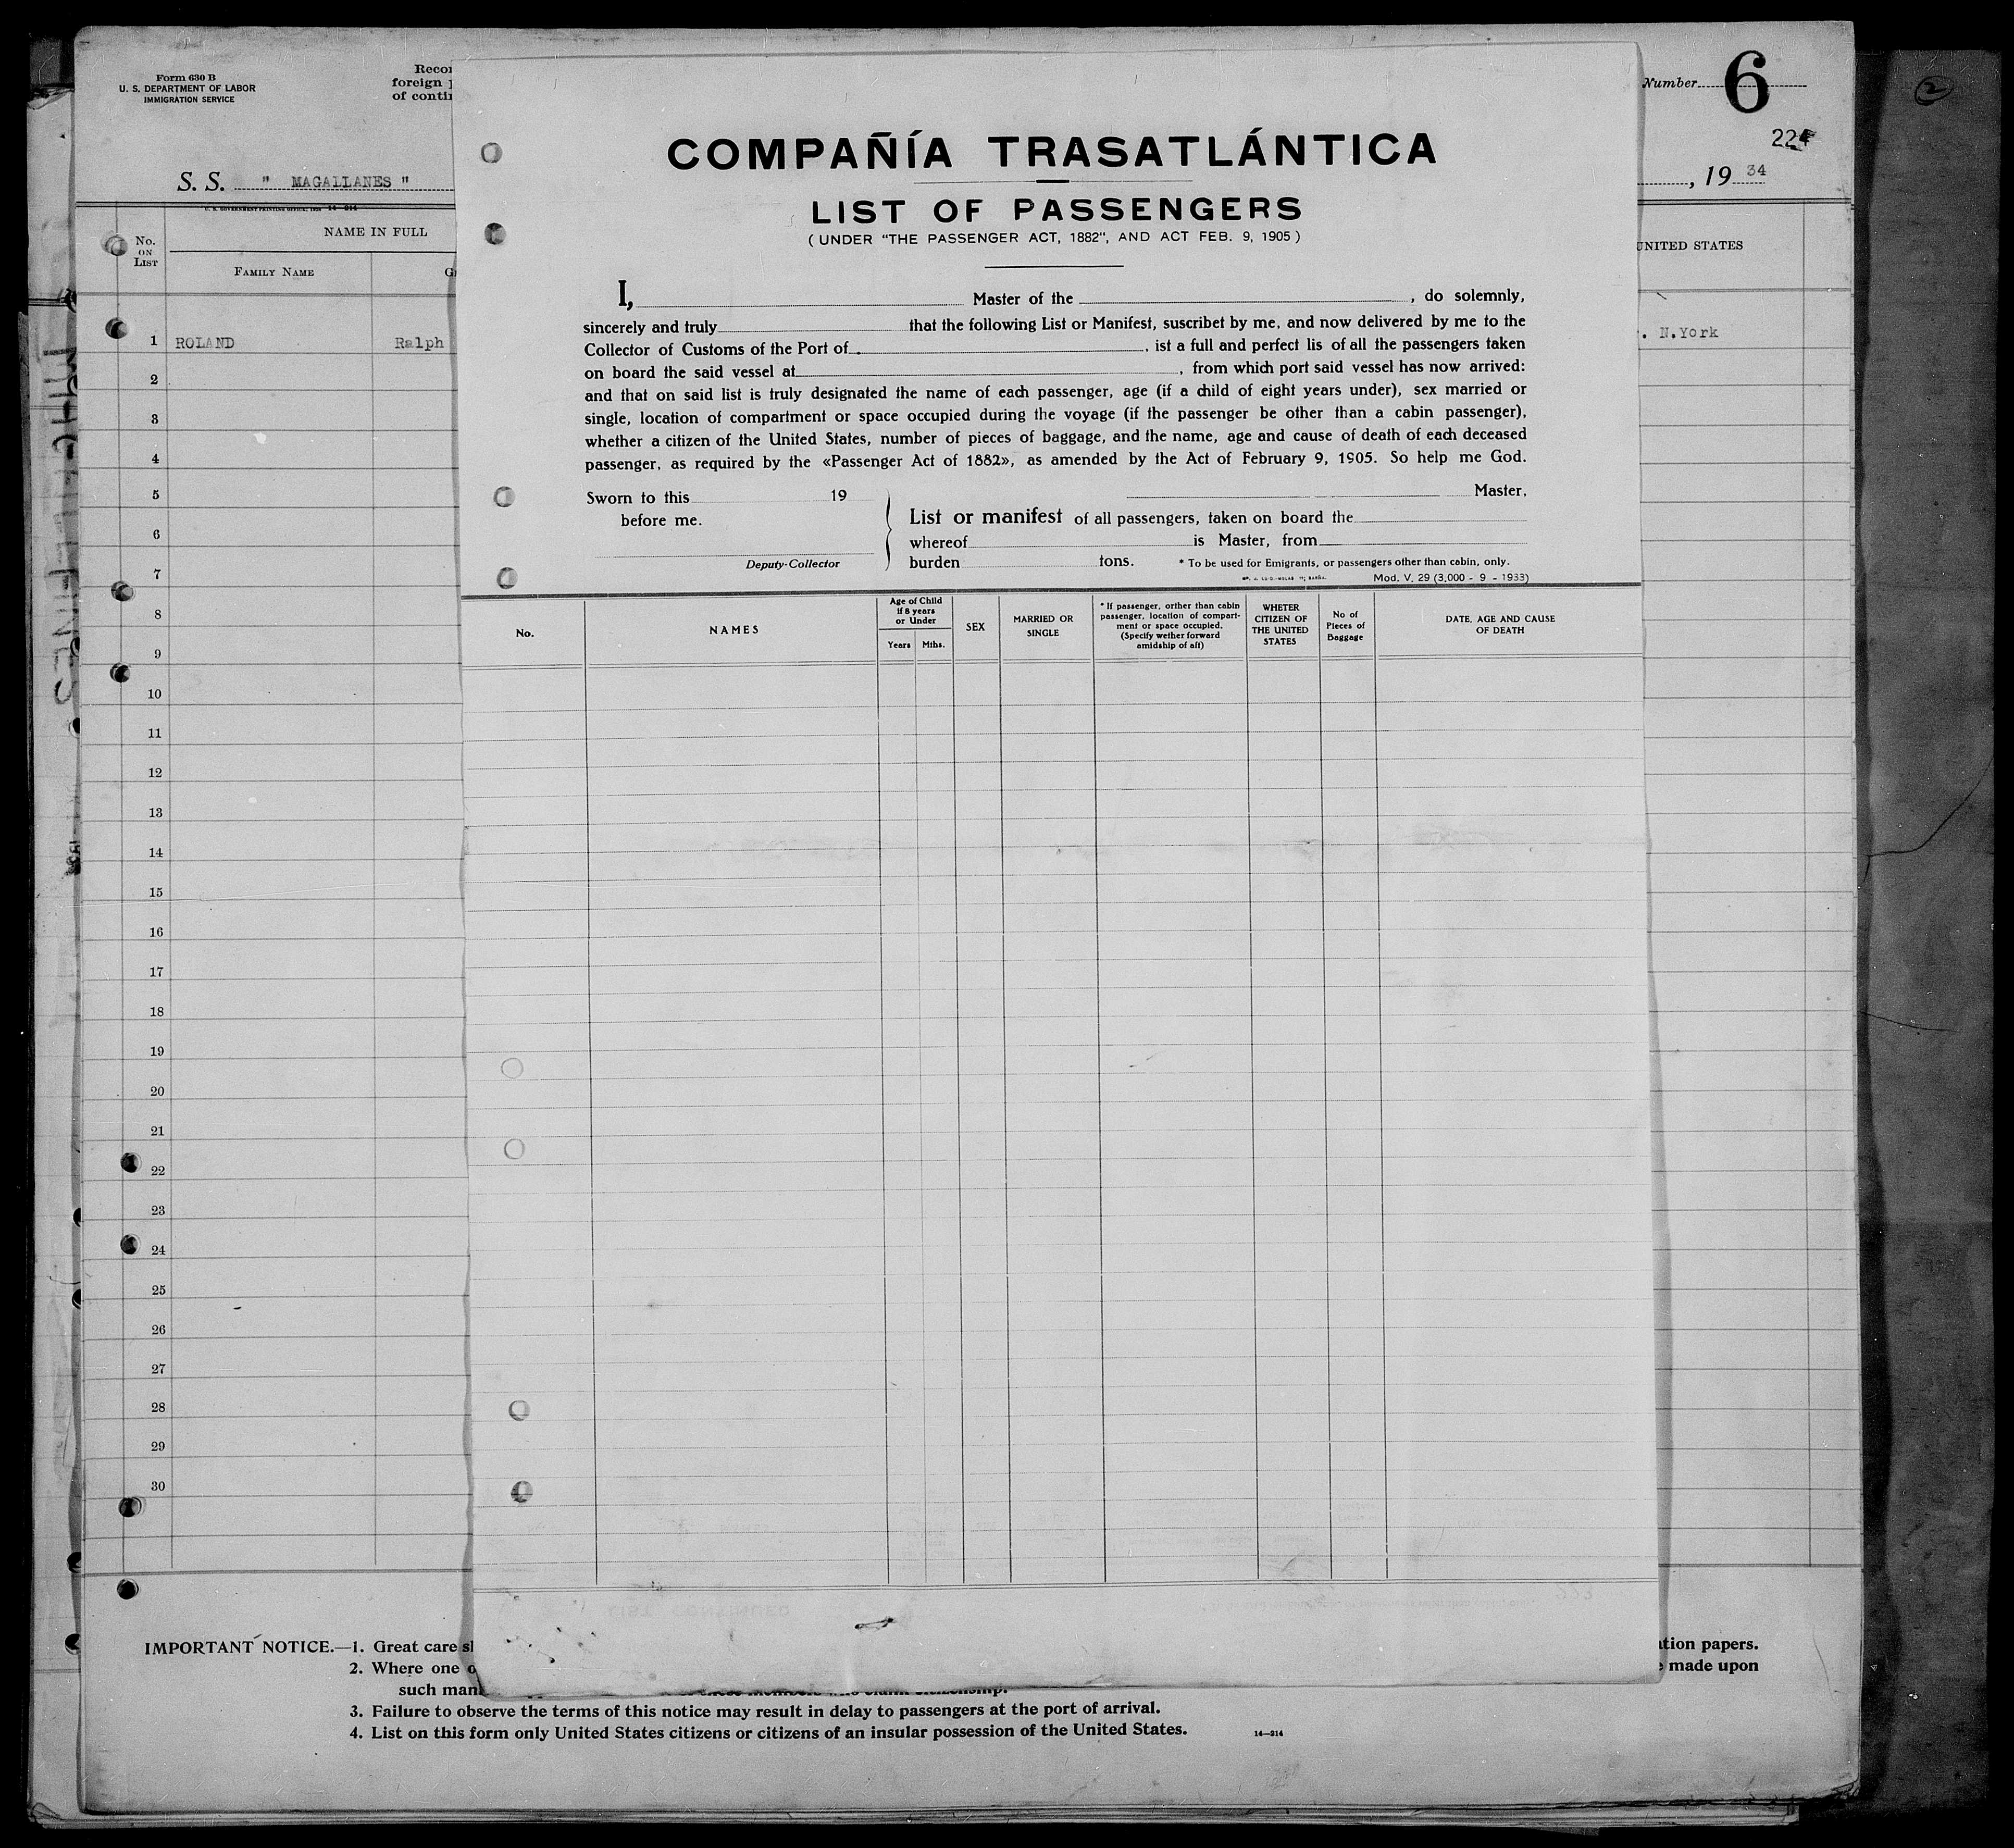 Form 630 B
U. S. DEPARTMENT OF LABOR
IMMIGRATION SERVICE
foreign
Number 6
2
S. S. " MAGALLANES "
, 19 34
No. ON LIST
NAME IN FULL
FAMILY NAME
UNITED STATES
1 ROLAND Ralph N.York
2
3
4
5
6
7
8
9
10
11
12
13
14
15
16
17
18
19
20
21
22
23
24
25
26
27
28
29
30
COMPAÑÍA TRASATLÁNTICA
LIST OF PASSENGERS
( UNDER "THE PASSENGER ACT, 1882", AND ACT FEB. 9, 1905 )
I, Master of the , do solemnly,
sincerely and truly that the following List or Manifest, suscribet by me, and now delivered by me to the
Collector of Customs of the Port of , ist a full and perfect lis of all the passengers taken
on board the said vessel at , from which port said vessel has now arrived:
and that on said list is truly designated the name of each passenger, age (if a child of eight years under), sex married or
single, location of compartment or space occupied during the voyage (if the passenger be other than a cabin passenger),
whether a citizen of the United States, number of pieces of baggage, and the name, age and cause of death of each deceased
passenger, as required by the «Passenger Act of 1882», as amended by the Act of February 9, 1905. So help me God.
Sworn to this 19
before me.
Deputy-Collector
Master,
List or manifest of all passengers, taken on board the
whereof is Master, from
burden tons. * To be used for Emigrants, or passengers other than cabin, only.
Mod. V. 29 (3,000 - 9 - 1933)
No.
NAMES
Age of Child
if 8 years
or Under
Years Mths.
SEX
MARRIED OR
SINGLE
* If passenger, orther than cabin
passenger, location of compart-
ment or space occupied.
(Specify wether forward
amidship of aft)
WHETER
CITIZEN OF
THE UNITED
STATES
No of
Pieces of
Baggage
DATE, AGE AND CAUSE
OF DEATH
IMPORTANT NOTICE.—1. Great care
papers.
2. Where one
made upon
such
3. Failure to observe the terms of this notice may result in delay to passengers at the port of arrival.
4. List on this form only United States citizens or citizens of an insular possession of the United States.
14—214